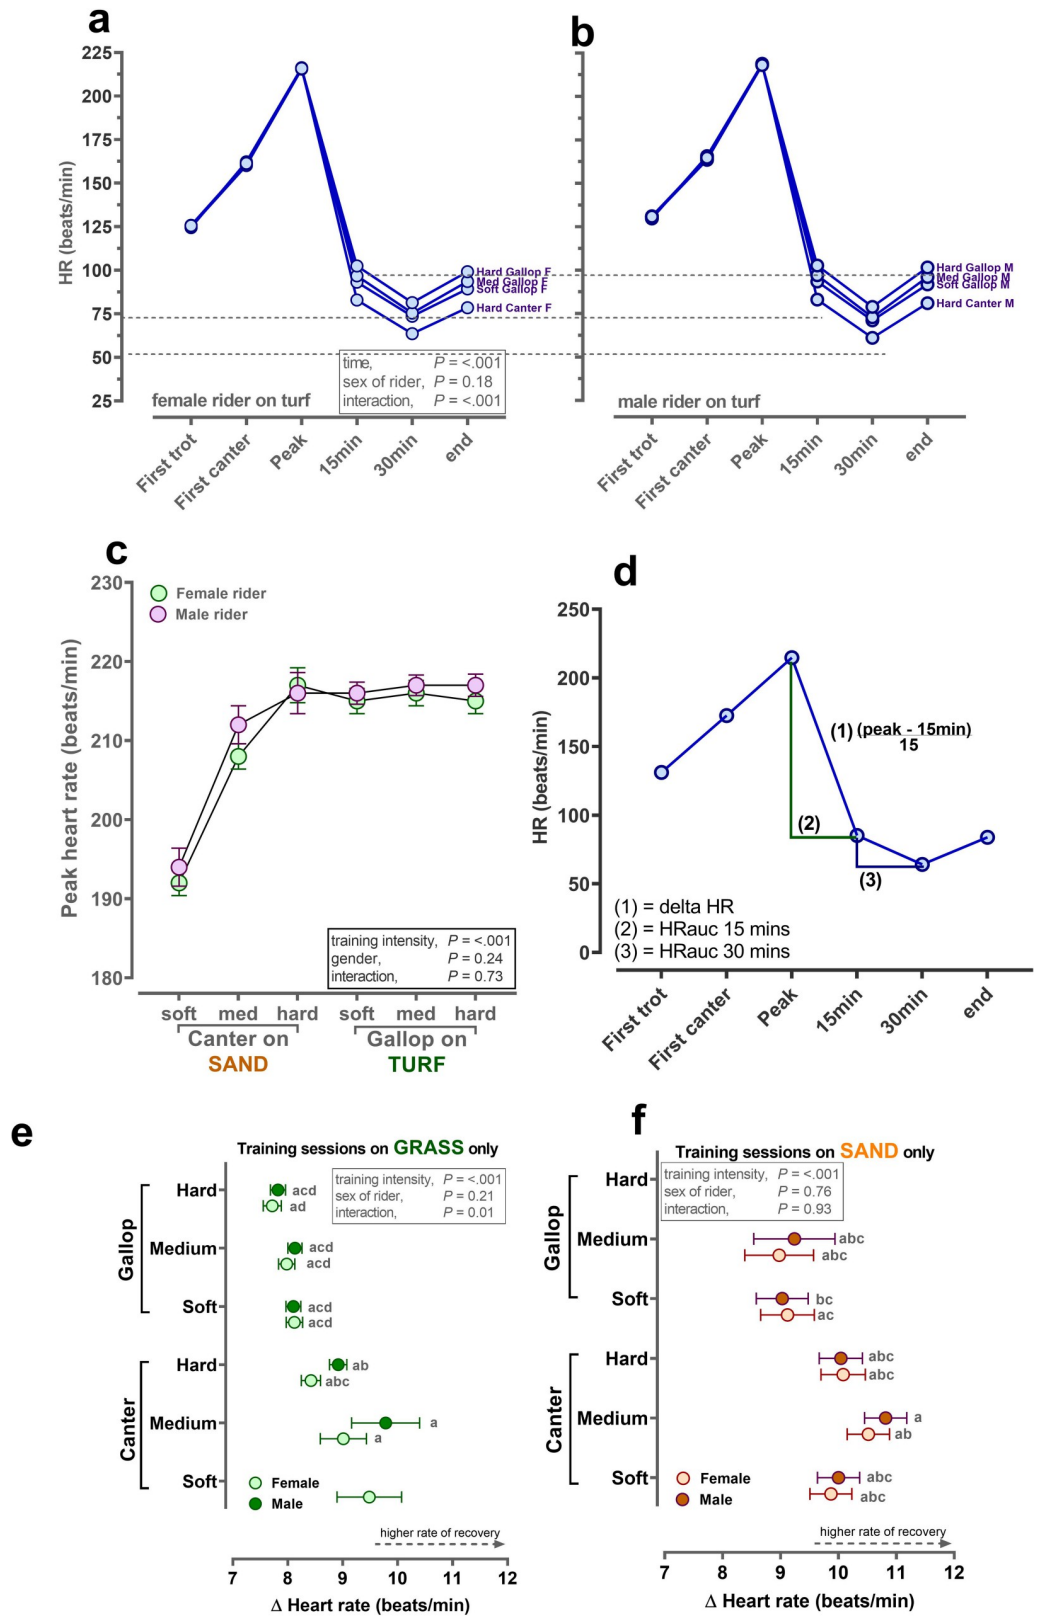 a
225
200
175
150
125
100
75
50
25
HR (beats/min)
Hard Gallop F
Med Gallop F
Soft Gallop F
Hard Canter F
time, P = <.001
sex of rider, P = 0.18
interaction, P = <.001
female rider on turf
First trot
First canter
Peak
15min
30min
end
b
Hard Gallop M
Med Gallop M
Soft Gallop M
Hard Canter M
male rider on turf
First trot
First canter
Peak
15min
30min
end
c
230
220
210
200
190
180
Peak heart rate (beats/min)
Female rider
Male rider
training intensity, P = <.001
gender, P = 0.24
interaction, P = 0.73
soft med hard soft med hard
Canter on Gallop on
SAND TURF
d
250
200
150
100
50
0
HR (beats/min)
(1) (peak - 15min)
15
(2)
(3)
(1) = delta HR
(2) = HRauc 15 mins
(3) = HRauc 30 mins
First trot
First canter
Peak
15min
30min
end
e
Training sessions on GRASS only
training intensity, P = <.001
sex of rider, P = 0.21
interaction, P = 0.01
Gallop
Hard
acd
ad
Medium
acd
acd
Soft
acd
acd
Canter
Hard
ab
abc
Medium
a
a
Soft
Female
Male
higher rate of recovery
7 8 9 10 11 12
Δ Heart rate (beats/min)
f
Training sessions on SAND only
training intensity, P = <.001
sex of rider, P = 0.76
interaction, P = 0.93
Gallop
Hard
Medium
abc
abc
Soft
bc
ac
Canter
Hard
abc
abc
Medium
a
ab
Soft
abc
abc
Female
Male
higher rate of recovery
7 8 9 10 11 12
Δ Heart rate (beats/min)